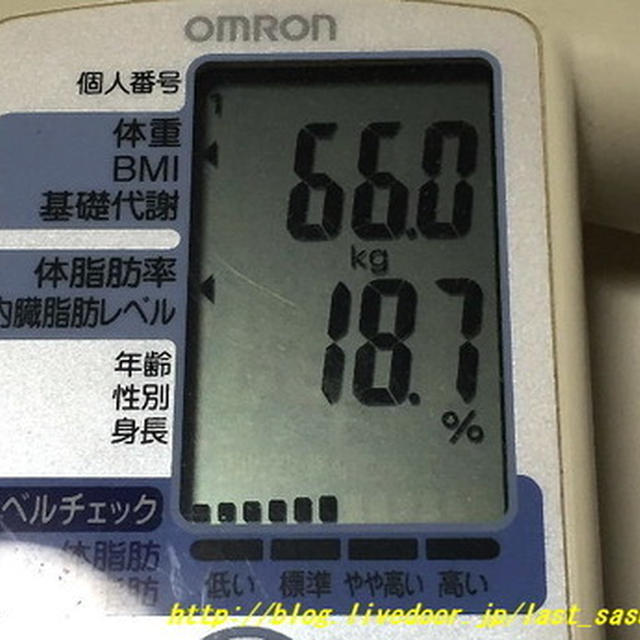 OMRON
個人番号
1
体重
66.0
BMI
基礎代謝
kg
体脂肪率
18.7
内臓脂肪レベル
年齢
性別
%
身長
ベルチェック
体脂肪
脂肪
低い 標準 やや高い 高い
http://blog.livedoor.jp/last_sas